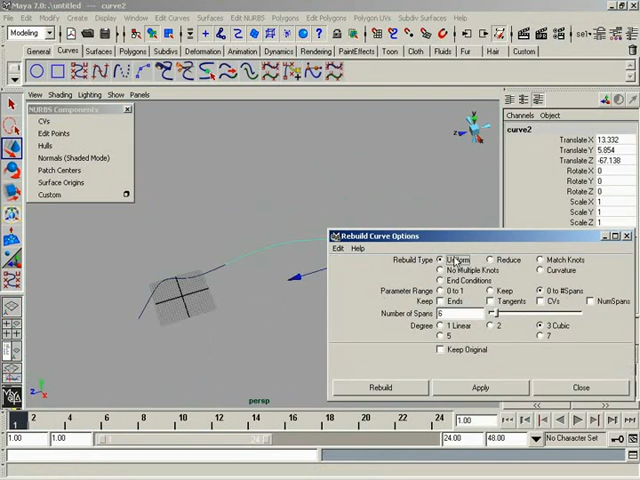 Maya 7.0: .\untitled --- curve2
File Edit Modify Create Display Window Edit Curves Surfaces Edit NURBS Polygons Edit Polygons Polygon UVs Subdiv Surfaces Help
Modeling
sel
General Curves Surfaces Polygons Subdivs Deformation Animation Dynamics Rendering PaintEffects Toon Cloth Fluids Fur Hair Custom
View Shading Lighting Show Panels
NURBS Components
CVs
Edit Points
Hulls
Normals (Shaded Mode)
Patch Centers
Surface Origins
Custom
Channels Object
curve2
Translate X 13.332
Translate Y 5.854
Translate Z -67.138
Rotate X 0
Rotate Y 0
Rotate Z 0
Scale X 1
Scale Y 1
Rebuild Curve Options
Edit Help
Rebuild Type Uniform Reduce Match Knots
No Multiple Knots Curvature
End Conditions
Parameter Range 0 to 1 Keep 0 to #Spans
Keep Ends Tangents CVs NumSpans
Number of Spans 6
Degree 1 Linear 2 3 Cubic
5 7
Keep Original
Rebuild Apply Close
y
z
z x
persp
1 2 4 6 8 10 12 14 16 18 20 22 24 1.00
1.00 1.00 1 24 24.00 48.00 No Character Set